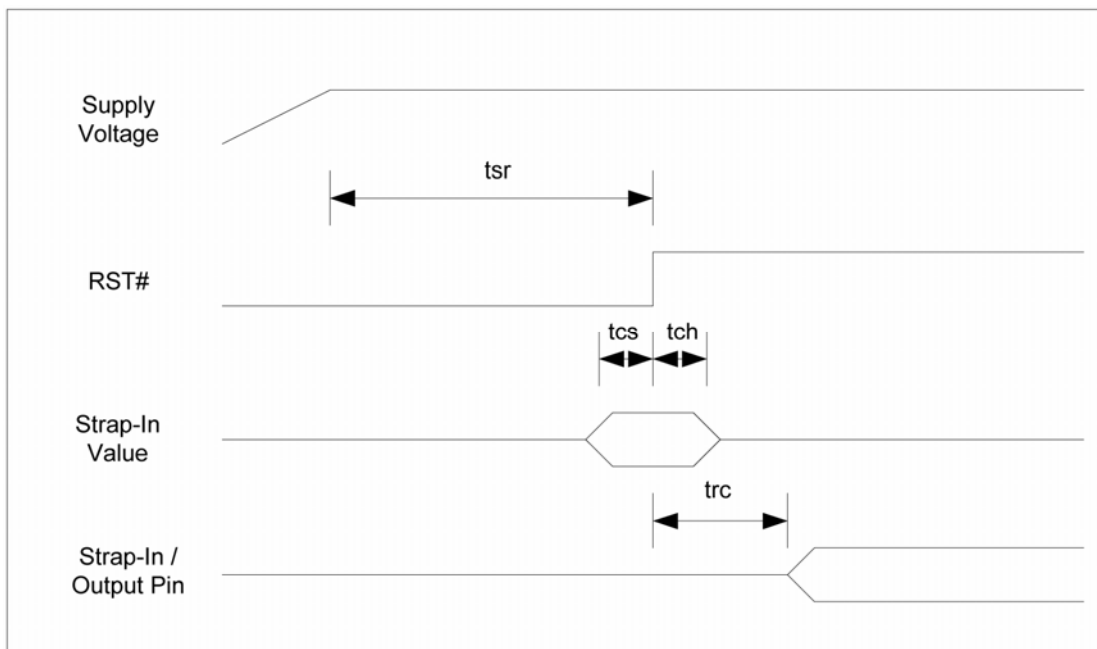 Supply
Voltage
tsr
RST#
tcs
tch
Strap-In
Value
trc
Strap-In /
Output Pin